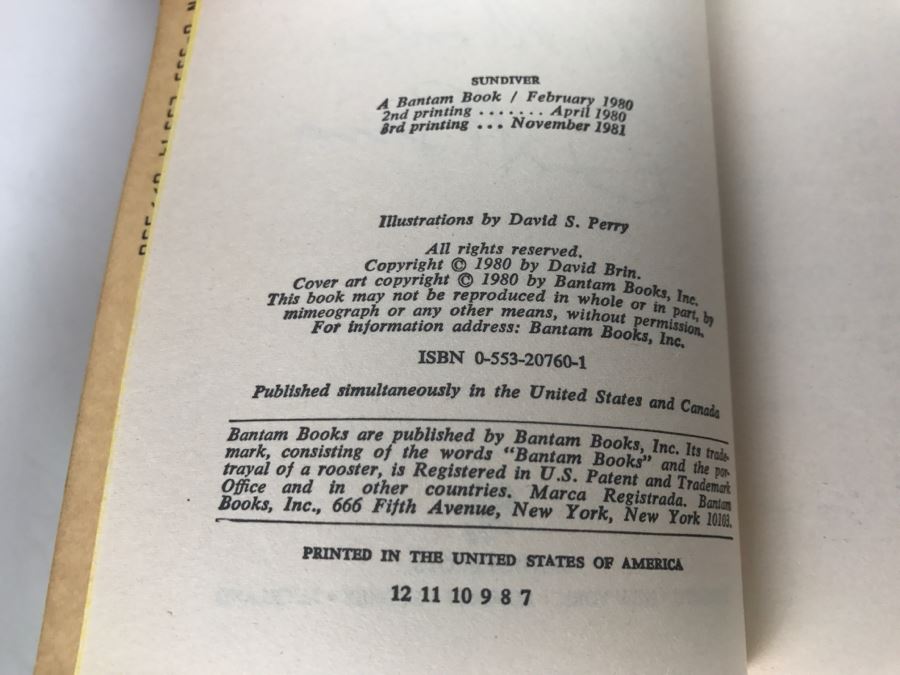 SUNDIVER
A Bantam Book / February 1980
2nd printing ....... April 1980
3rd printing ... November 1981
Illustrations by David S. Perry
All rights reserved.
Copyright © 1980 by David Brin.
Cover art copyright © 1980 by Bantam Books, Inc.
This book may not be reproduced in whole or in part, by
mimeograph or any other means, without permission.
For information address: Bantam Books, Inc.
ISBN 0-553-20760-1
Published simultaneously in the United States and Canada
Bantam Books are published by Bantam Books, Inc. Its trade-
mark, consisting of the words "Bantam Books" and the por-
trayal of a rooster, is Registered in U.S. Patent and Trademark
Office and in other countries. Marca Registrada. Bantam
Books, Inc., 666 Fifth Avenue, New York, New York 10103.
PRINTED IN THE UNITED STATES OF AMERICA
12 11 10 9 8 7